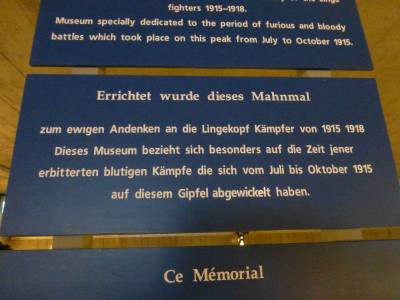 fighters 1915–1918.
Museum specially dedicated to the period of furious and bloody
battles which took place on this peak from July to October 1915.
Errichtet wurde dieses Mahnmal
zum ewigen Andenken an die Lingekopf Kämpfer von 1915 1918
Dieses Museum bezieht sich besonders auf die Zeit jener
erbitterten blutigen Kämpfe die sich vom Juli bis Oktober 1915
auf diesem Gipfel abgewickelt haben.
Ce Mémorial